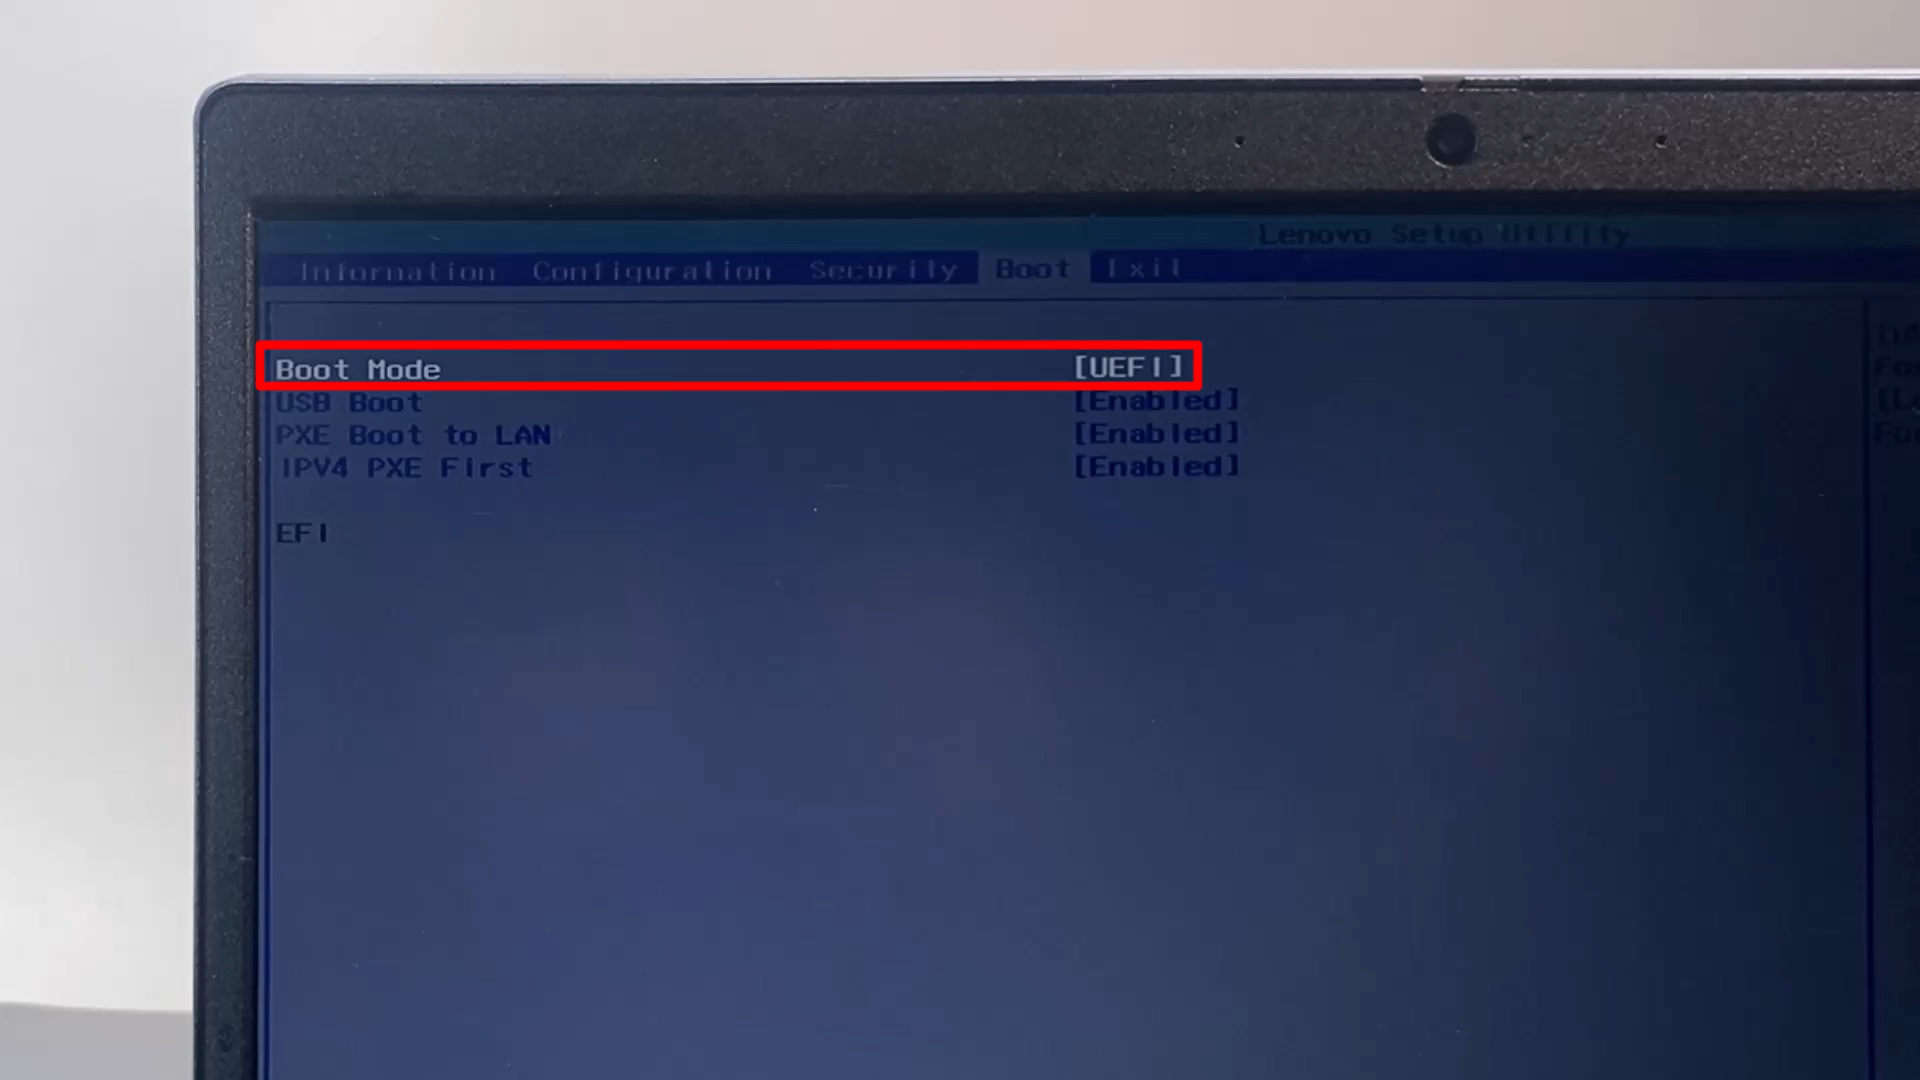 Lenovo Setup Utility
Information Configuration Security Boot Exit
Boot Mode [UEFI]
USB Boot [Enabled]
PXE Boot to LAN [Enabled]
IPV4 PXE First [Enabled]
EFI